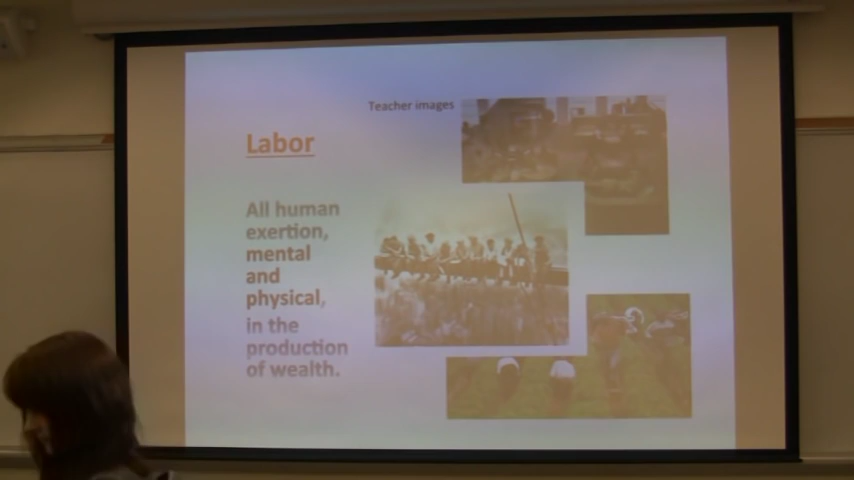 Teacher images
Labor
All human
exertion,
mental
and
physical,
in the
production
of wealth.